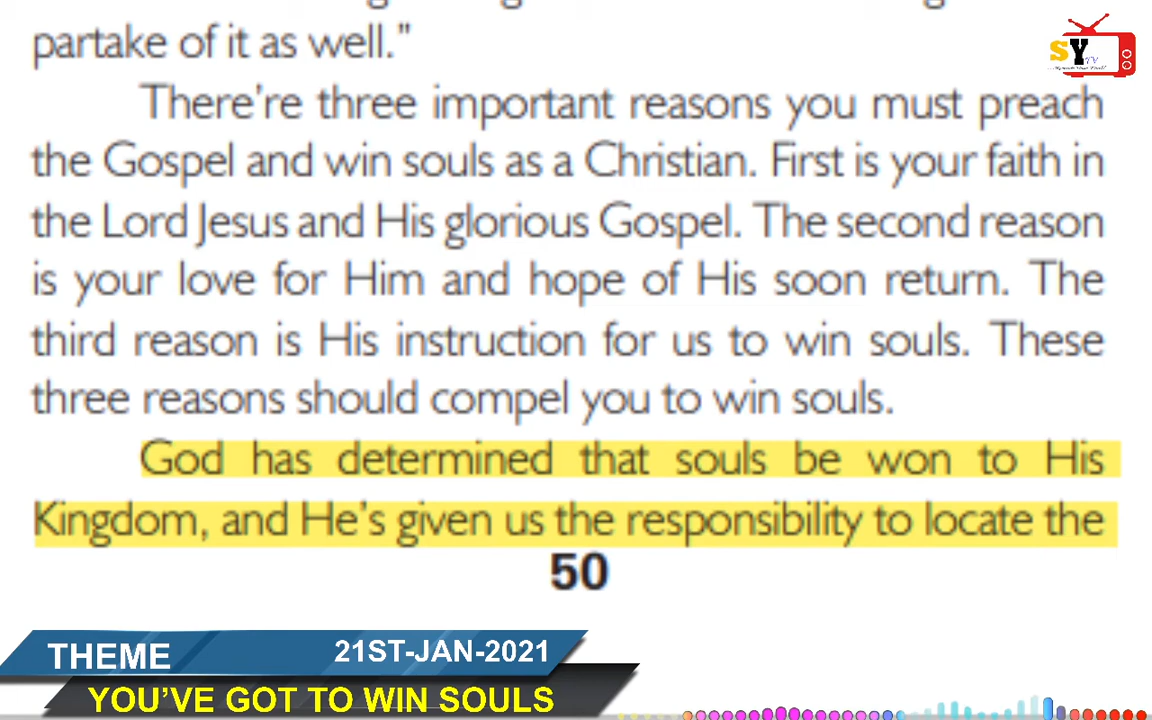 partake of it as well."
There're three important reasons you must preach
the Gospel and win souls as a Christian. First is your faith in
the Lord Jesus and His glorious Gospel. The second reason
is your love for Him and hope of His soon return. The
third reason is His instruction for us to win souls. These
three reasons should compel you to win souls.
God has determined that souls be won to His
Kingdom, and He's given us the responsibility to locate the
50
SYTV
THEME 21ST-JAN-2021
YOU'VE GOT TO WIN SOULS